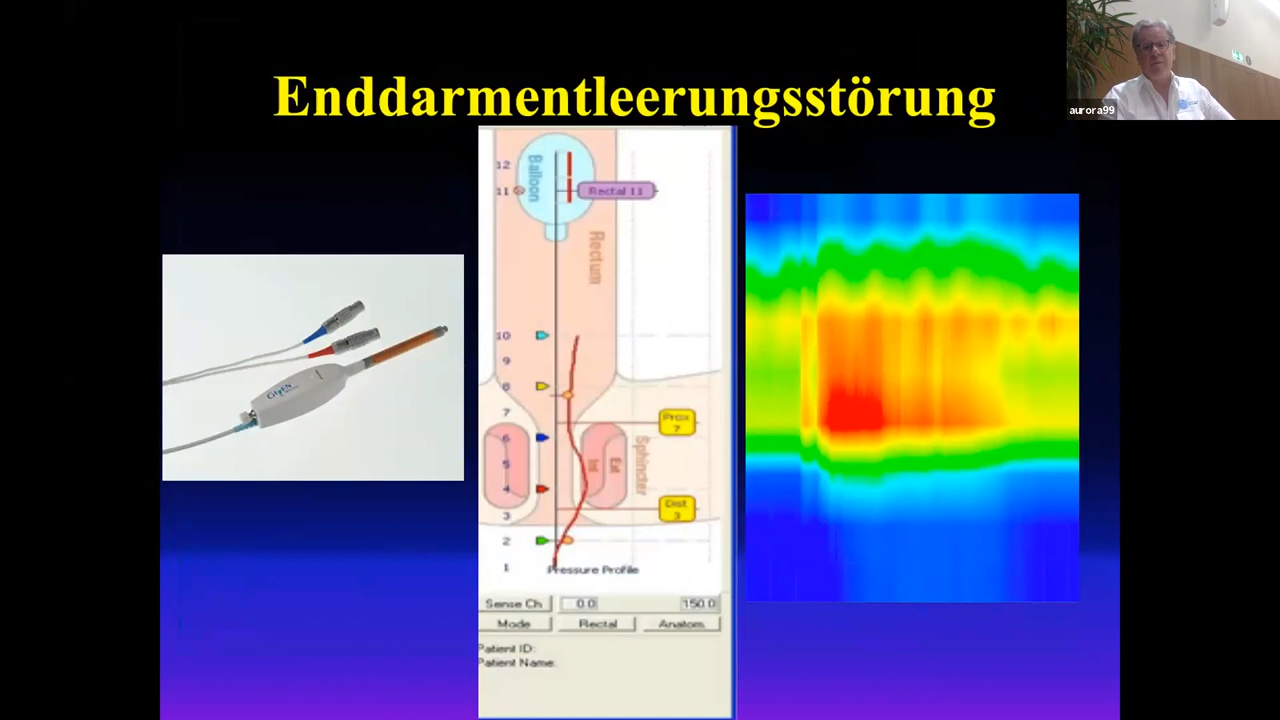 Enddarmentleerungsstörung
aurora99
Balloon
12
11
Rectal 11
Rectum
10
9
8
7
Prox
7
6
5
4
Int
Ext
Sphincter
3
Dist
3
2
1
Pressure Profile
Sense Ch
0.0
150.0
Mode
Rectal
Anatom.
Patient ID:
Patient Name: